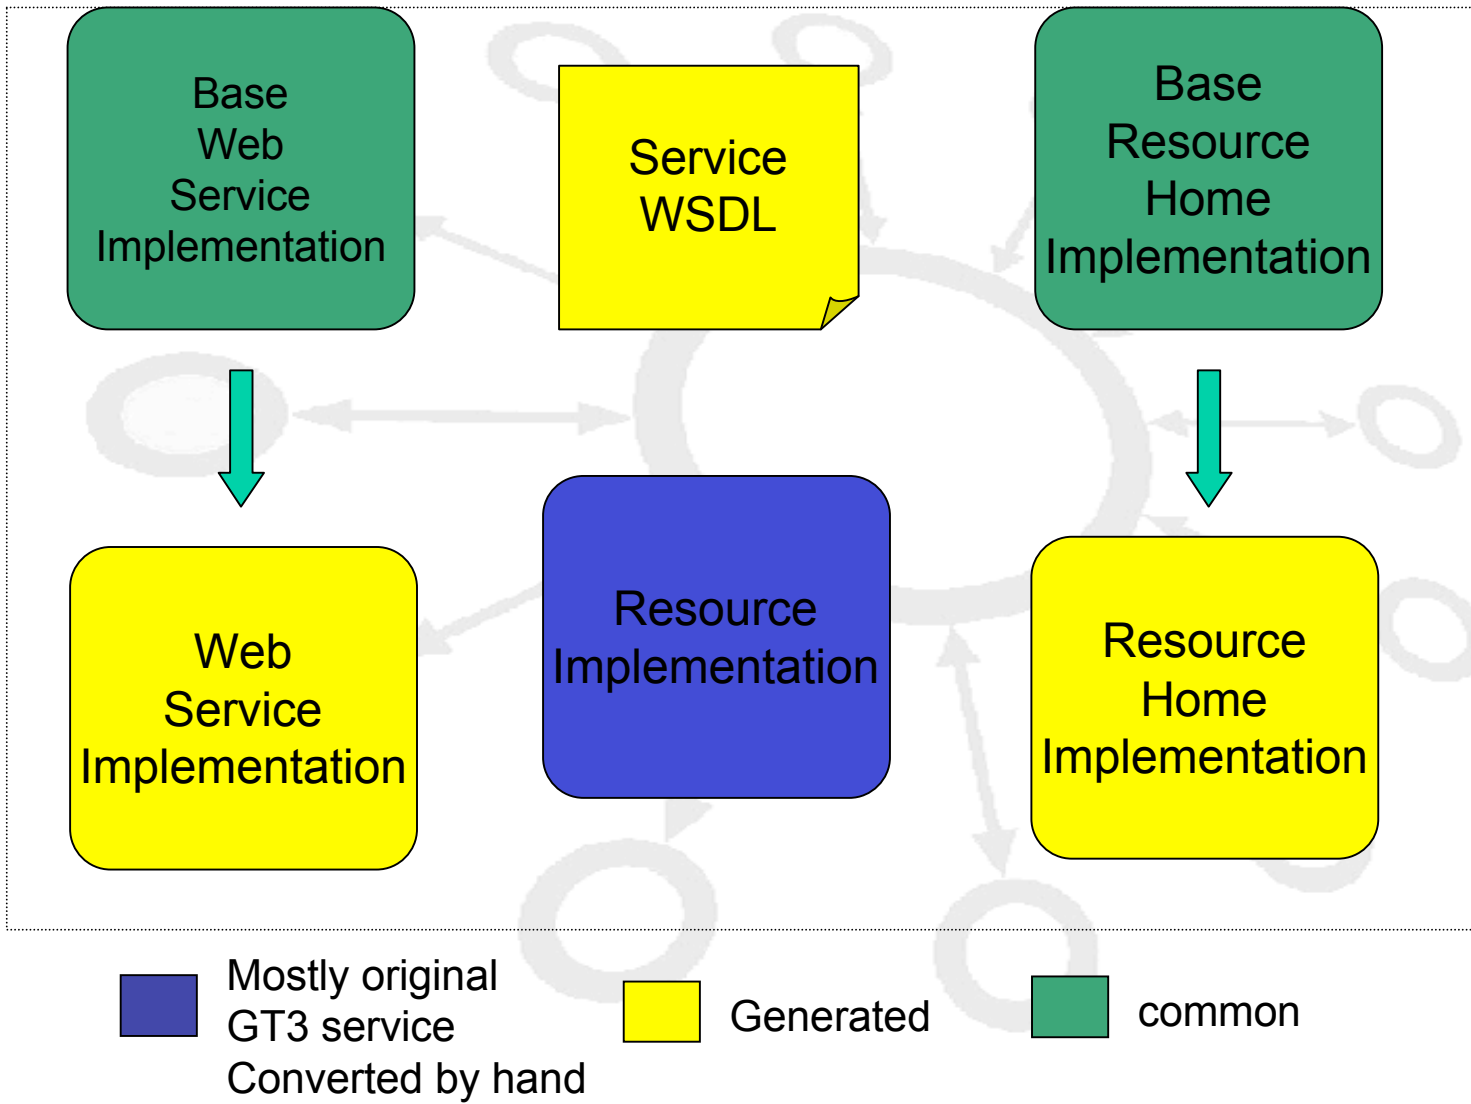 Base
Web
Service
Implementation
Service
WSDL
Base
Resource
Home
Implementation
Web
Service
Implementation
Resource
Implementation
Resource
Home
Implementation
Mostly original
GT3 service
Converted by hand
Generated
common